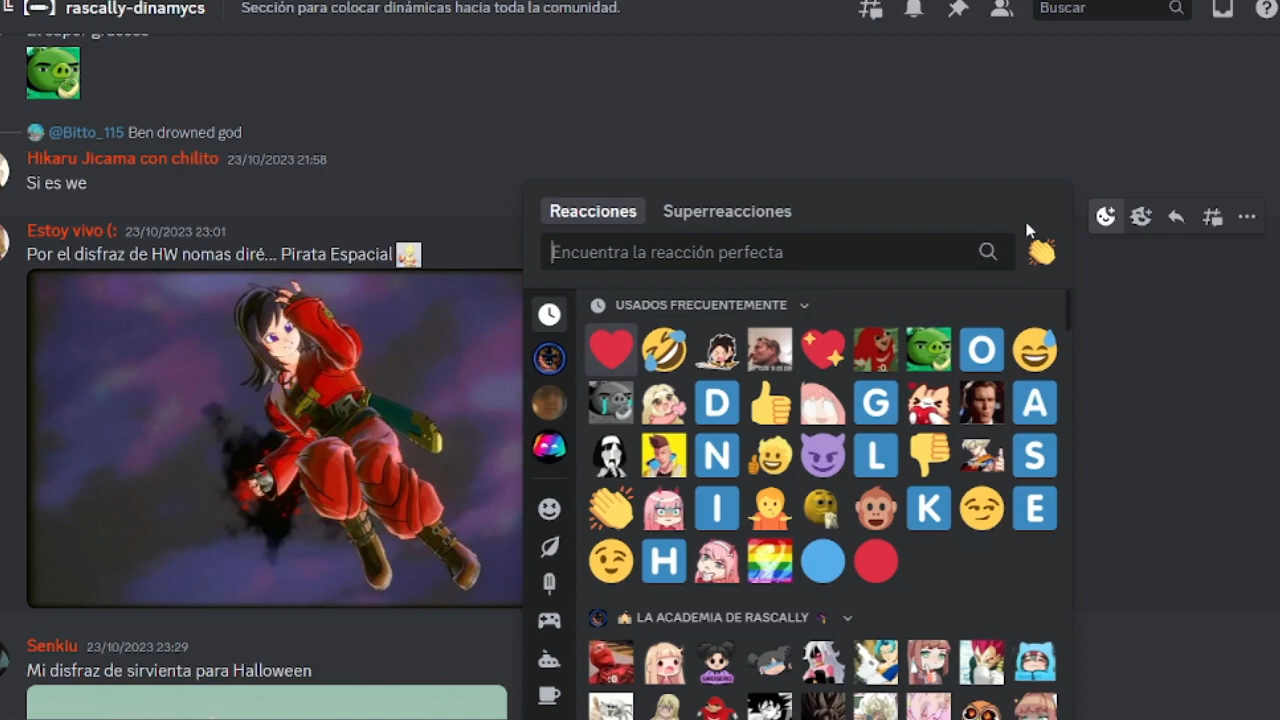 rascally-dinamycs
Sección para colocar dinámicas hacia toda la comunidad.
Buscar
@Bitto_115 Ben drowned god
Hikaru Jicama con chilito 23/10/2023 21:58
Si es we
Estoy vivo (: 23/10/2023 23:01
Por el disfraz de HW nomas diré... Pirata Espacial
Reacciones
Superreacciones
Encuentra la reacción perfecta
USADOS FRECUENTEMENTE
O
D
G
A
N
L
S
I
K
E
H
LA ACADEMIA DE RASCALLY
Senkiu 23/10/2023 23:29
Mi disfraz de sirvienta para Halloween